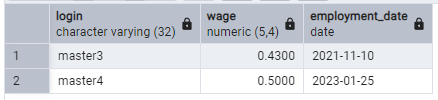 login wage employment_date
character varying (32) numeric (5,4) date
1 master3 0.4300 2021-11-10
2 master4 0.5000 2023-01-25